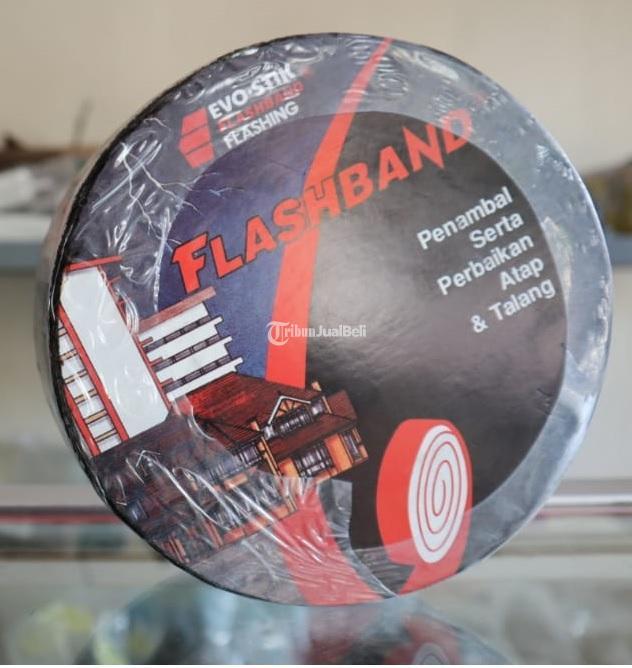 EVO-STIK
FLASHBAND
FLASHING
FLASHBAND
Penambal
Serta
Perbaikan
Atap
& Talang
TribunJualBeli